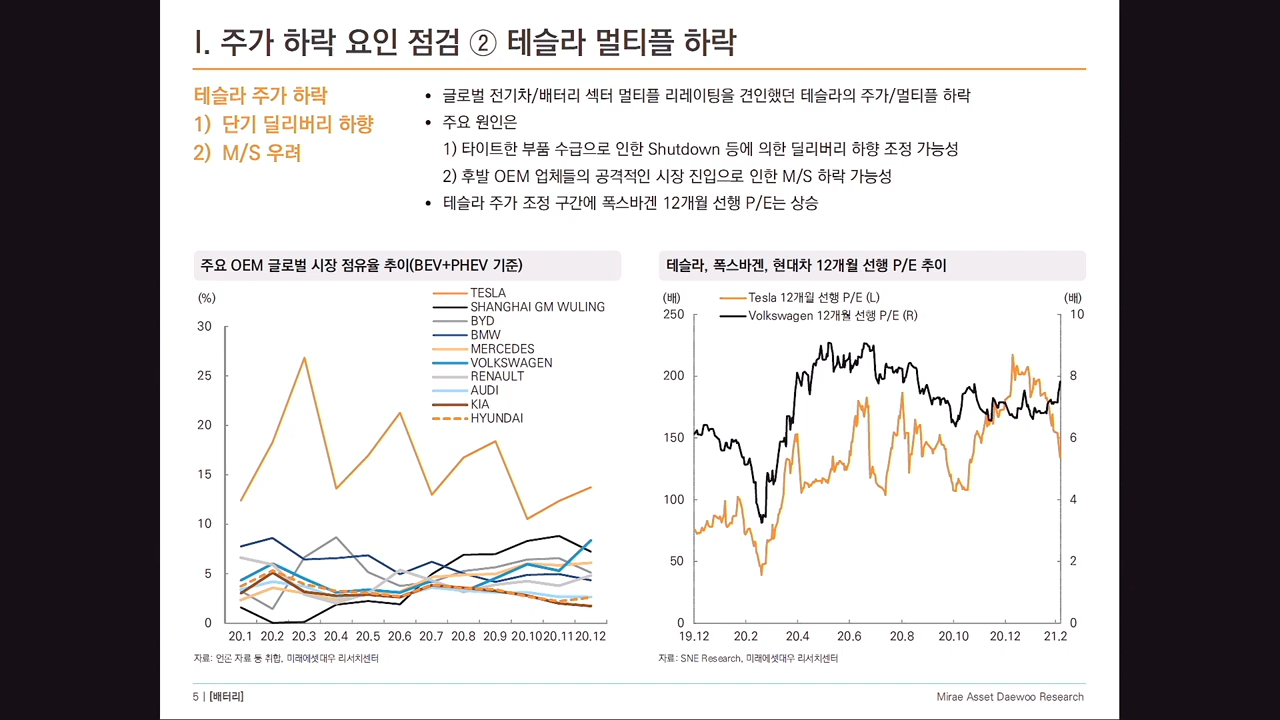 I. 주가 하락 요인 점검 ② 테슬라 멀티플 하락
테슬라 주가 하락
1) 단기 딜리버리 하향
2) M/S 우려
• 글로벌 전기차/배터리 섹터 멀티플 리레이팅을 견인했던 테슬라의 주가/멀티플 하락
• 주요 원인은
1) 타이트한 부품 수급으로 인한 Shutdown 등에 의한 딜리버리 하향 조정 가능성
2) 후발 OEM 업체들의 공격적인 시장 진입으로 인한 M/S 하락 가능성
• 테슬라 주가 조정 구간에 폭스바겐 12개월 선행 P/E는 상승
주요 OEM 글로벌 시장 점유율 추이(BEV+PHEV 기준)
(%)
TESLA
SHANGHAI GM WULING
BYD
BMW
MERCEDES
VOLKSWAGEN
RENAULT
AUDI
KIA
HYUNDAI
30
25
20
15
10
5
0
20.1 20.2 20.3 20.4 20.5 20.6 20.7 20.8 20.9 20.10 20.11 20.12
자료: 언론 자료 등 취합, 미래에셋대우 리서치센터
테슬라, 폭스바겐, 현대차 12개월 선행 P/E 추이
(배)
(배)
Tesla 12개월 선행 P/E (L)
Volkswagen 12개월 선행 P/E (R)
250
200
150
100
50
0
10
8
6
4
2
0
19.12 20.2 20.4 20.6 20.8 20.10 20.12 21.2
자료: SNE Research, 미래에셋대우 리서치센터
5 | [배터리]
Mirae Asset Daewoo Research